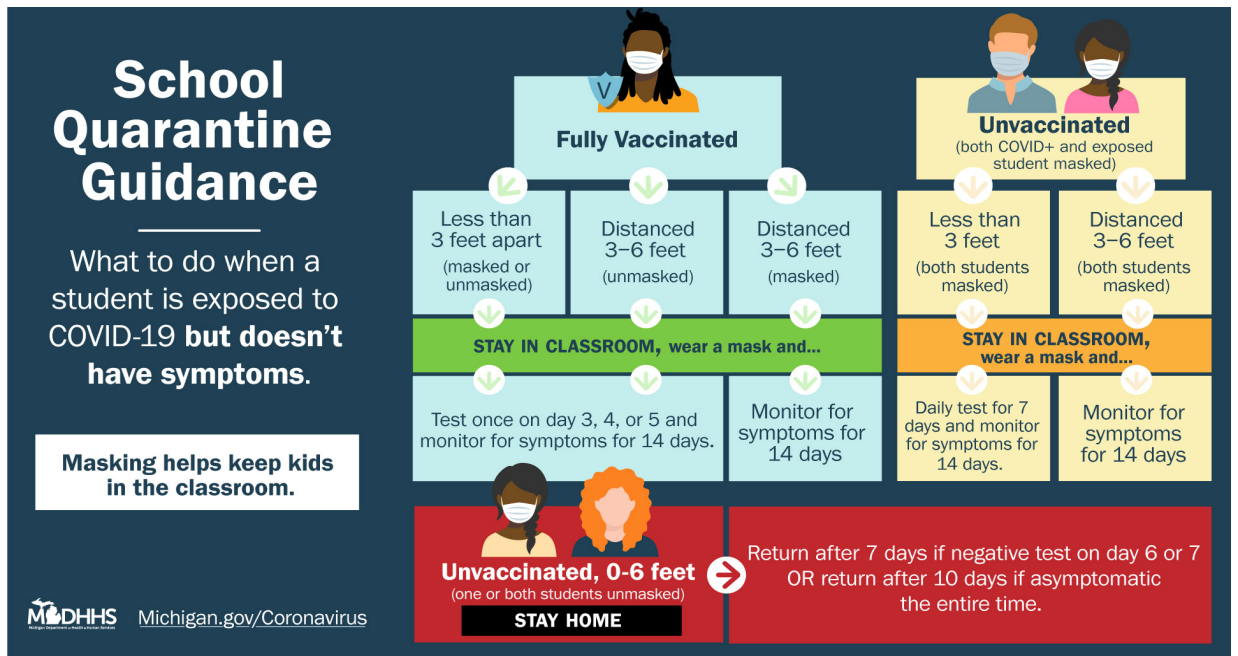 School
Quarantine
Guidance
What to do when a
student is exposed to
COVID-19 but doesn't
have symptoms.
Masking helps keep kids
in the classroom.
MDHHS
Michigan Department of Health & Human Services
Michigan.gov/Coronavirus
V
Fully Vaccinated
Less than
3 feet apart
(masked or
unmasked)
Distanced
3–6 feet
(unmasked)
Distanced
3–6 feet
(masked)
STAY IN CLASSROOM, wear a mask and...
Test once on day 3, 4, or 5 and
monitor for symptoms for 14 days.
Monitor for
symptoms for
14 days
Unvaccinated
(both COVID+ and exposed
student masked)
Less than
3 feet
(both students
masked)
Distanced
3–6 feet
(both students
masked)
STAY IN CLASSROOM,
wear a mask and...
Daily test for 7
days and monitor
for symptoms for
14 days.
Monitor for
symptoms
for 14 days
Unvaccinated, 0-6 feet
(one or both students unmasked)
STAY HOME
Return after 7 days if negative test on day 6 or 7
OR return after 10 days if asymptomatic
the entire time.